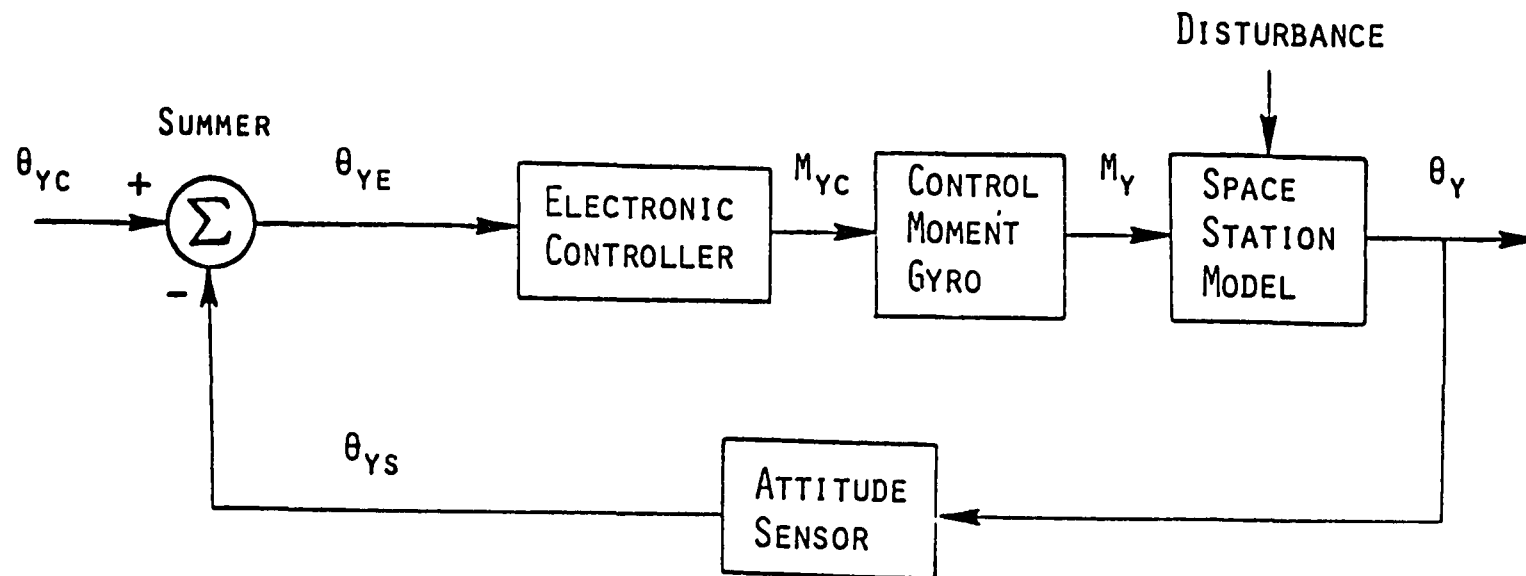 DISTURBANCE
SUMMER
θYC
+
Σ
-
θYE
ELECTRONIC
CONTROLLER
MYC
CONTROL
MOMENT
GYRO
MY
SPACE
STATION
MODEL
θY
θYS
ATTITUDE
SENSOR